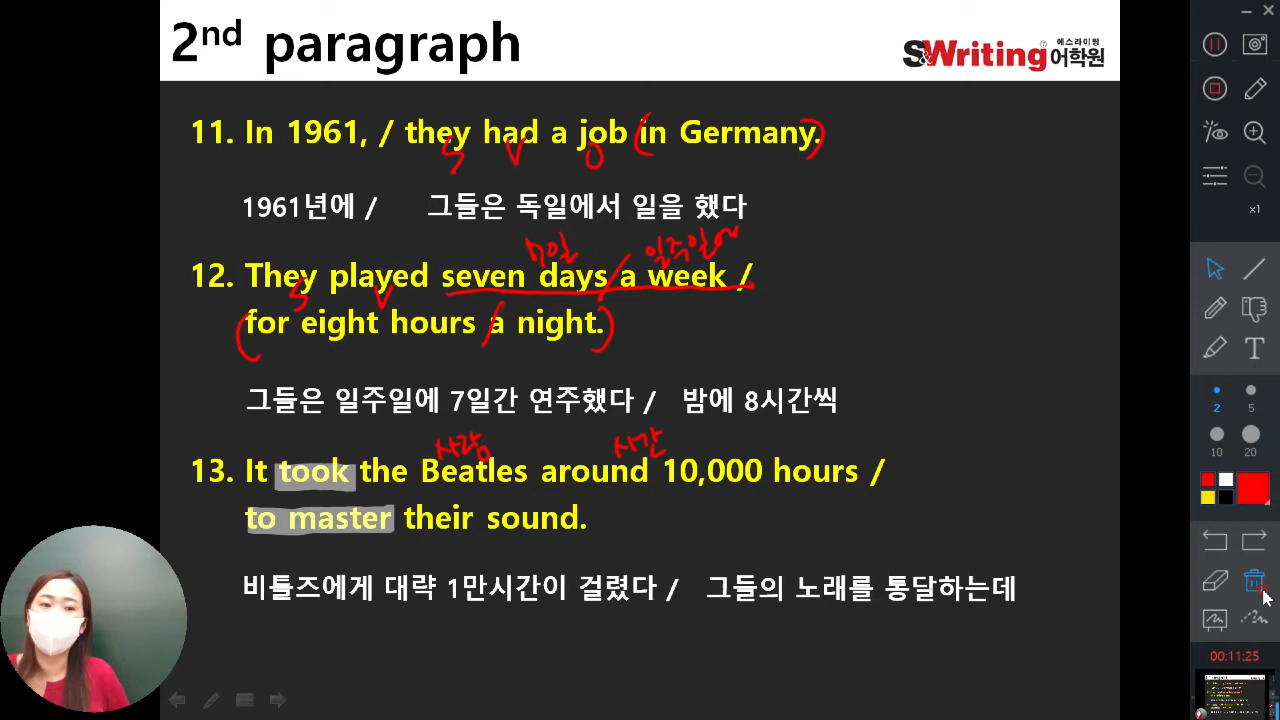 2nd paragraph
S&Writing 에스라이팅 어학원
11. In 1961, / they had a job (in Germany.)
S V O
1961년에 / 그들은 독일에서 일을 했다
7일 일주일에
12. They played seven days / a week /
S V
(for eight hours / a night.)
그들은 일주일에 7일간 연주했다 / 밤에 8시간씩
사람 시간
13. It took the Beatles around 10,000 hours /
to master their sound.
비틀즈에게 대략 1만시간이 걸렸다 / 그들의 노래를 통달하는데
x1
T
2 5
10 20
00:11:25